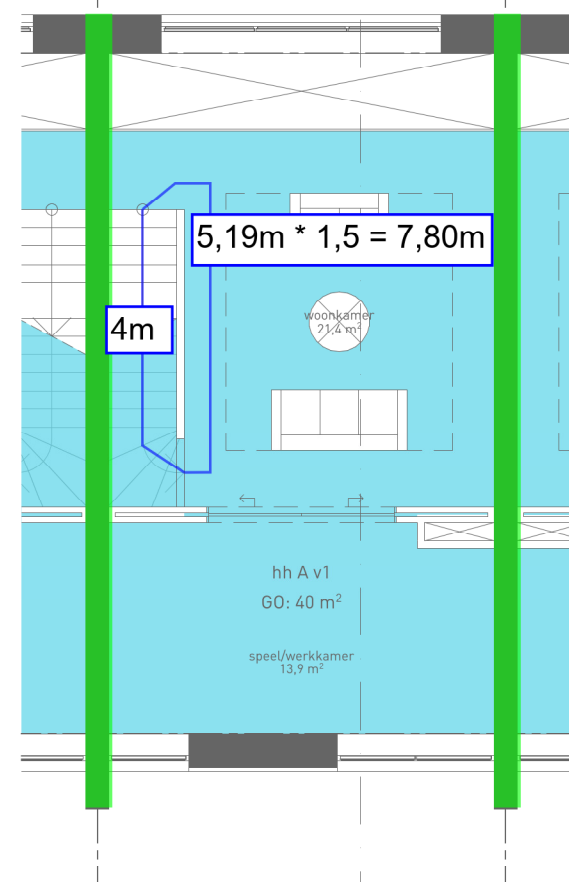 5,19m * 1,5 = 7,80m
4m
woonkamer
21,4 m²
hh A v1
GO: 40 m²
speel/werkkamer
13,9 m²